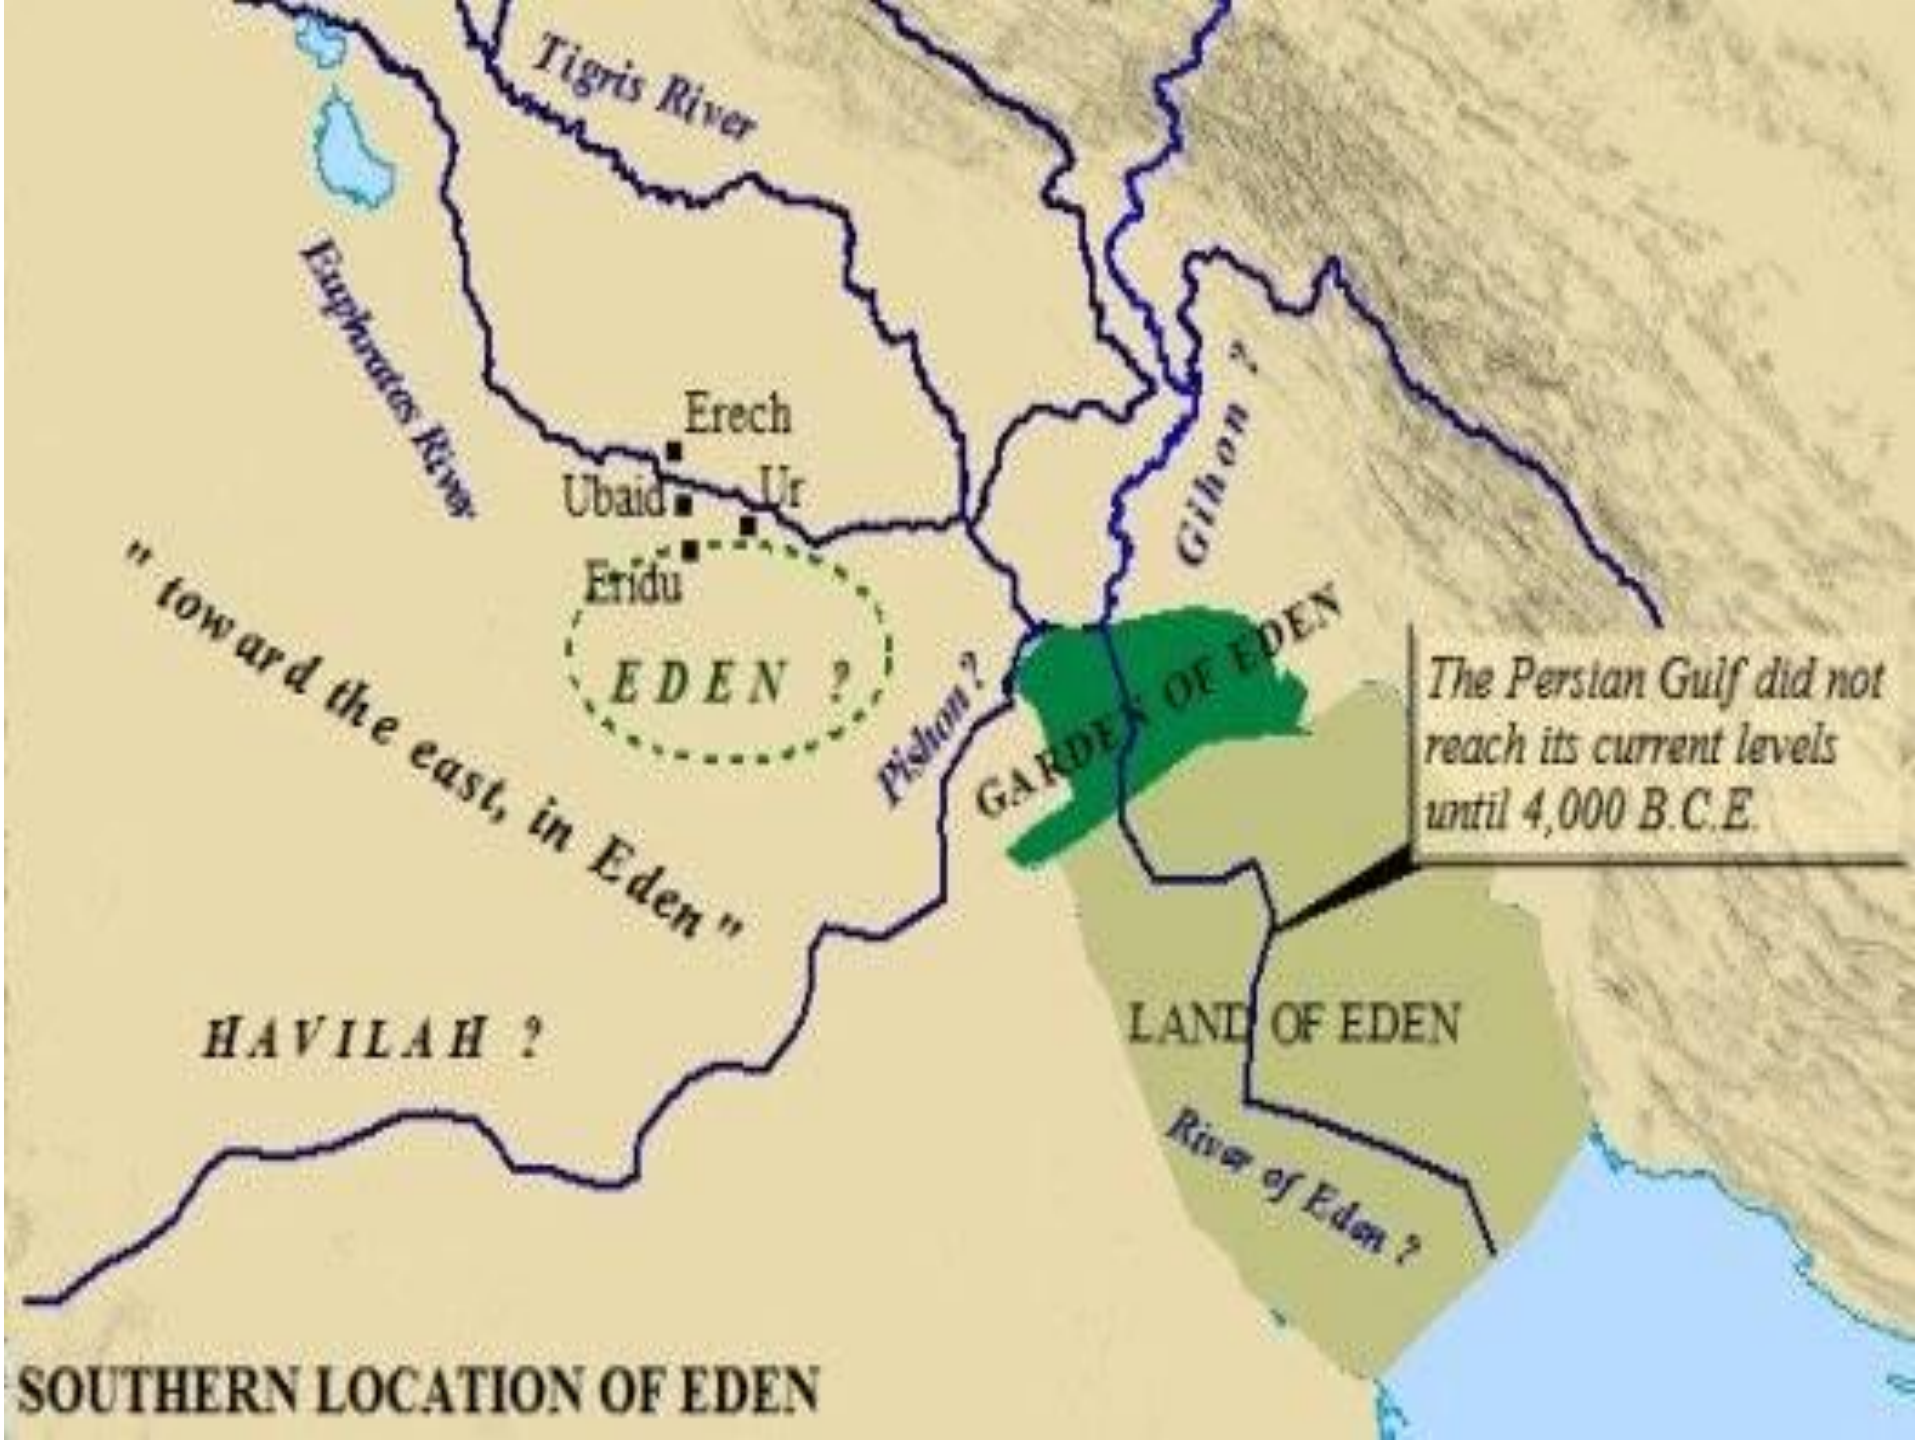 Tigris River
Euphrates River
Erech
Ubaid
Ur
Eridu
EDEN ?
Gihon ?
Pishon ?
GARDEN OF EDEN
" toward the east, in Eden "
The Persian Gulf did not
reach its current levels
until 4,000 B.C.E.
HAVILAH ?
LAND OF EDEN
River of Eden ?
SOUTHERN LOCATION OF EDEN